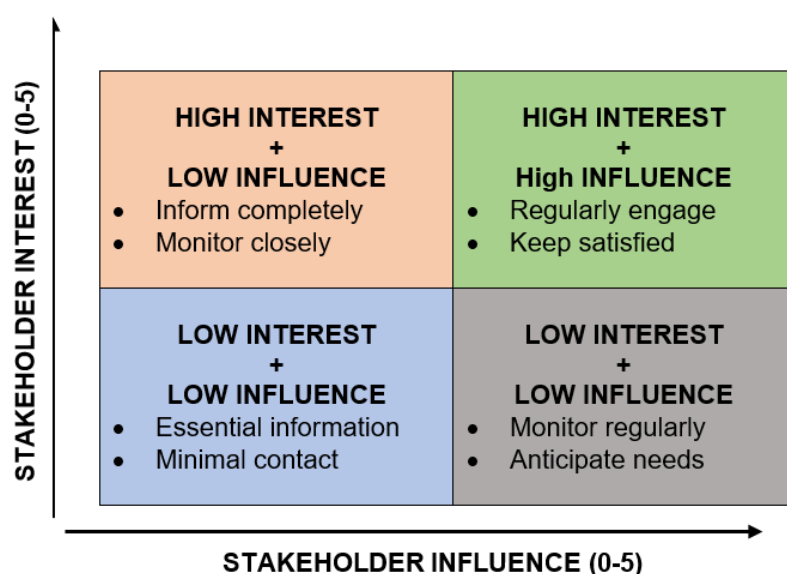 STAKEHOLDER INTEREST (0-5)
HIGH INTEREST
+
LOW INFLUENCE
• Inform completely
• Monitor closely
HIGH INTEREST
+
High INFLUENCE
• Regularly engage
• Keep satisfied
LOW INTEREST
+
LOW INFLUENCE
• Essential information
• Minimal contact
LOW INTEREST
+
LOW INFLUENCE
• Monitor regularly
• Anticipate needs
STAKEHOLDER INFLUENCE (0-5)